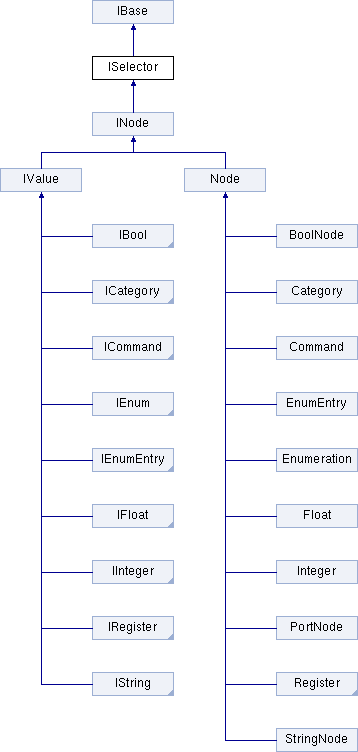 IBase
ISelector
INode
IValue Node
IBool BoolNode
ICategory Category
ICommand Command
IEnum EnumEntry
IEnumEntry Enumeration
IFloat Float
IInteger Integer
IRegister PortNode
IString Register
StringNode